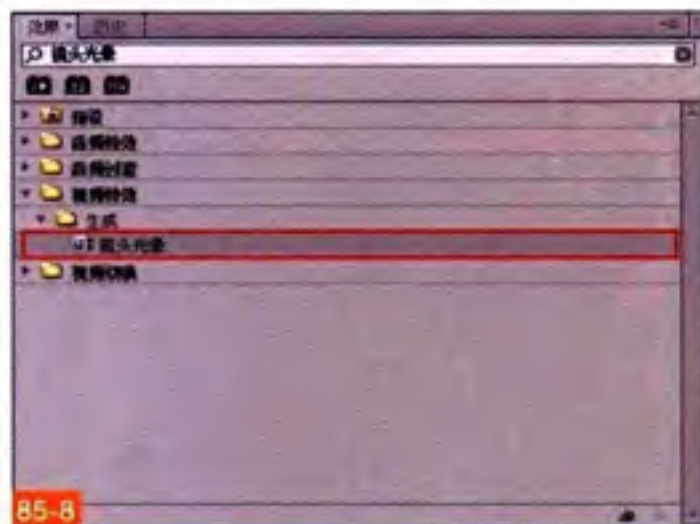 效果 历史
镜头光晕
预设
音频特效
音频过渡
视频特效
生成
镜头光晕
视频切换
85-8